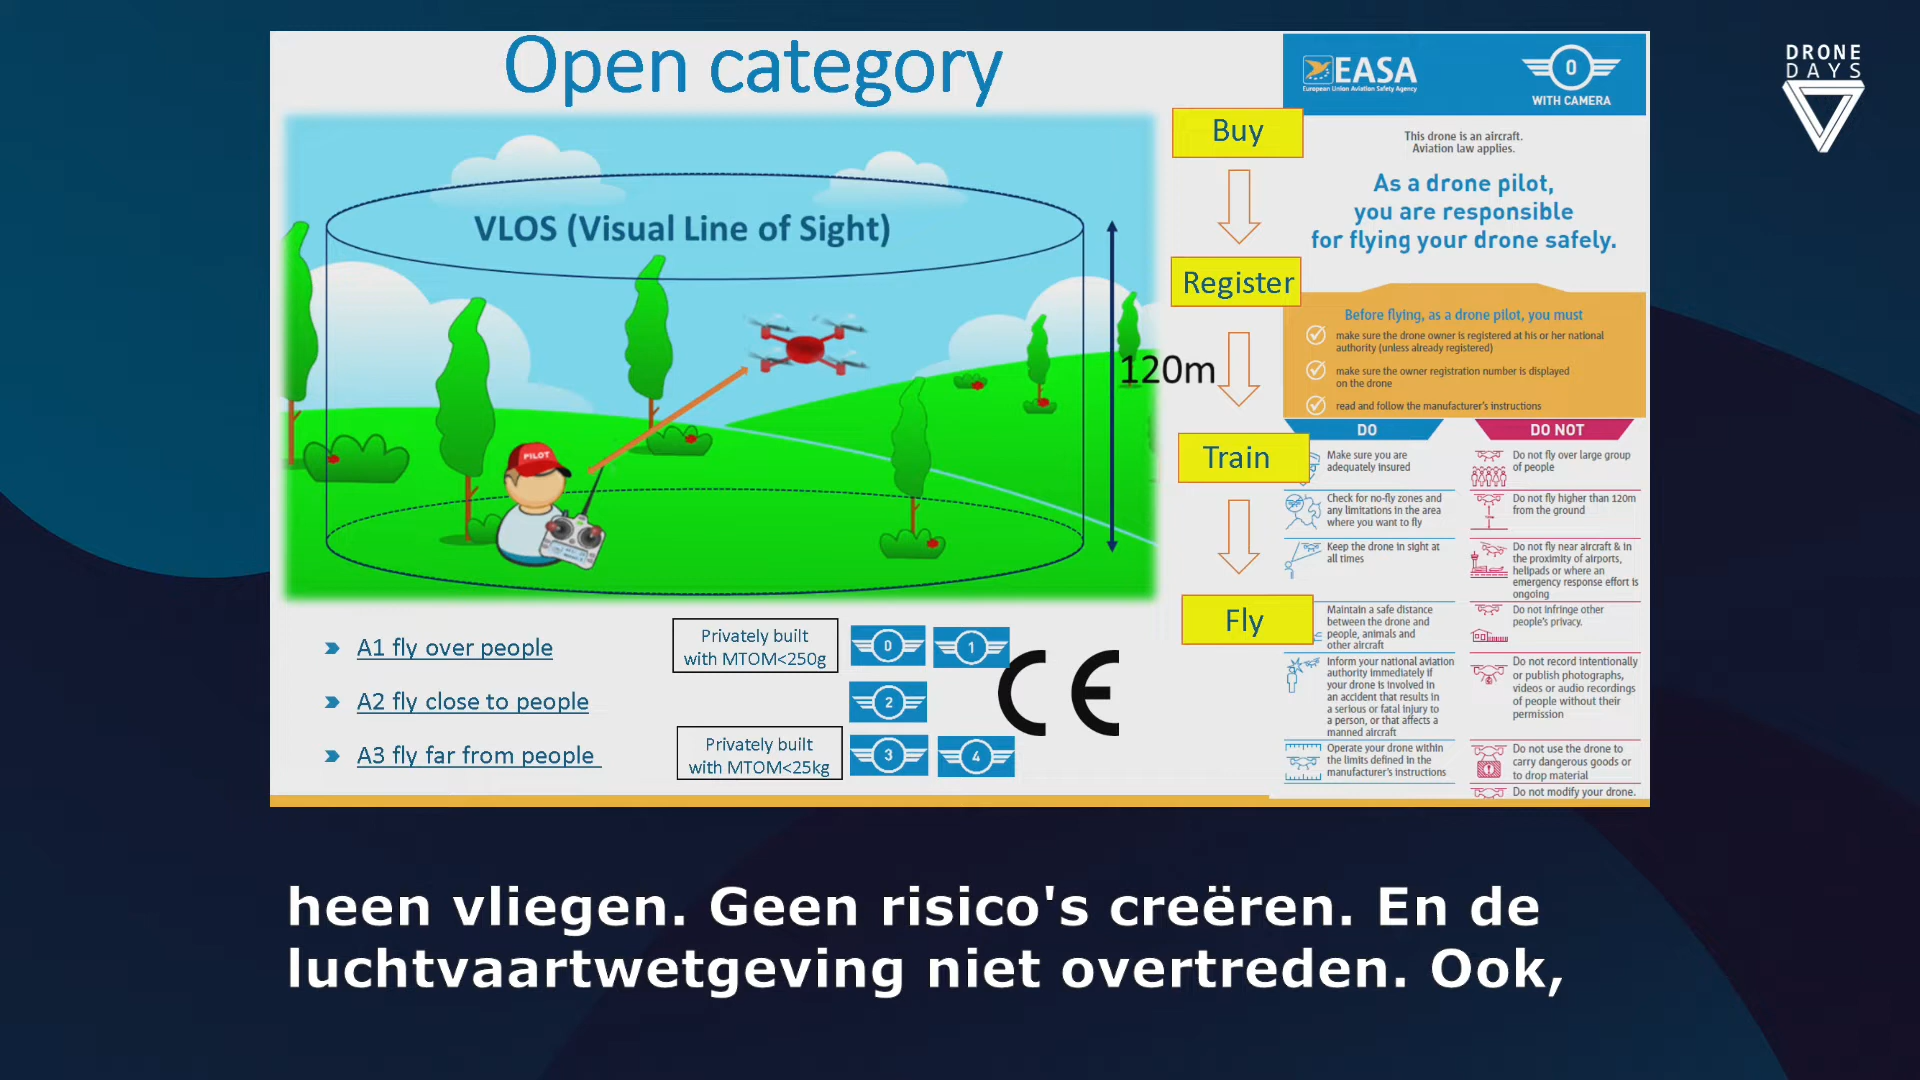 Open category
VLOS (Visual Line of Sight)
120m
PILOT
A1 fly over people
A2 fly close to people
A3 fly far from people
Privately built
with MTOM<250g
0
1
2
Privately built
with MTOM<25kg
3
4
CE
Buy
Register
Train
Fly
EASA
European Union Aviation Safety Agency
0
WITH CAMERA
This drone is an aircraft.
Aviation law applies.
As a drone pilot,
you are responsible
for flying your drone safely.
Before flying, as a drone pilot, you must
make sure the drone owner is registered at his or her national
authority (unless already registered)
make sure the owner registration number is displayed
on the drone
read and follow the manufacturer's instructions
DO
Make sure you are
adequately insured
Check for no-fly zones and
any limitations in the area
where you want to fly
Keep the drone in sight at
all times
Maintain a safe distance
between the drone and
people, animals and
other aircraft
Inform your national aviation
authority immediately if
your drone is involved in
an accident that results in
a serious or fatal injury to
a person, or that affects a
manned aircraft
Operate your drone within
the limits defined in the
manufacturer's instructions
DO NOT
Do not fly over large group
of people
Do not fly higher than 120m
from the ground
Do not fly near aircraft & in
the proximity of airports,
helipads or where an
emergency response effort is
ongoing
Do not infringe other
people's privacy.
Do not record intentionally
or publish photographs,
videos or audio recordings
of people without their
permission
Do not use the drone to
carry dangerous goods or
to drop material
Do not modify your drone.
DRONE
DAYS
heen vliegen. Geen risico's creëren. En de
luchtvaartwetgeving niet overtreden. Ook,